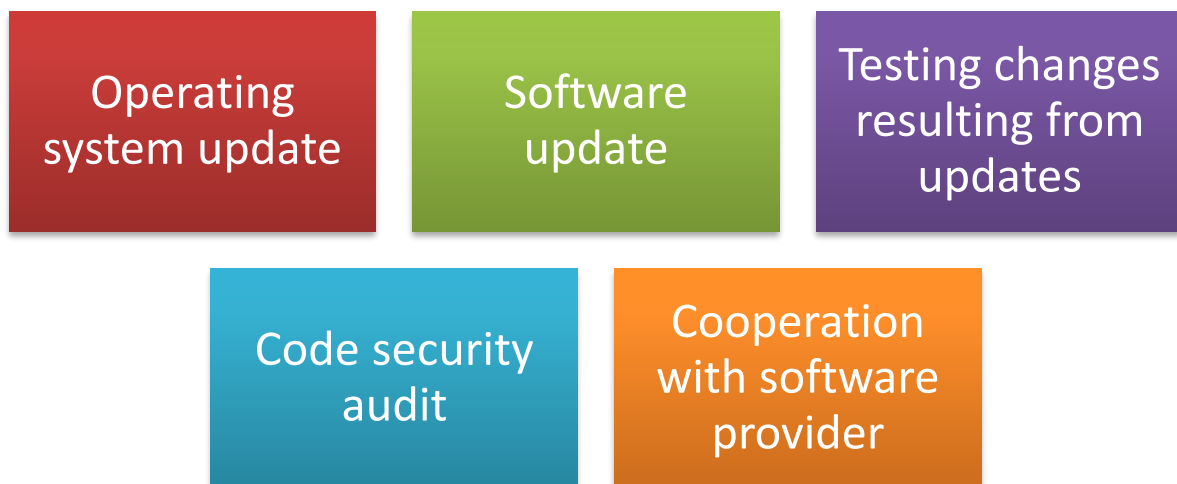 Operating
system update
Software
update
Testing changes
resulting from
updates
Code security
audit
Cooperation
with software
provider